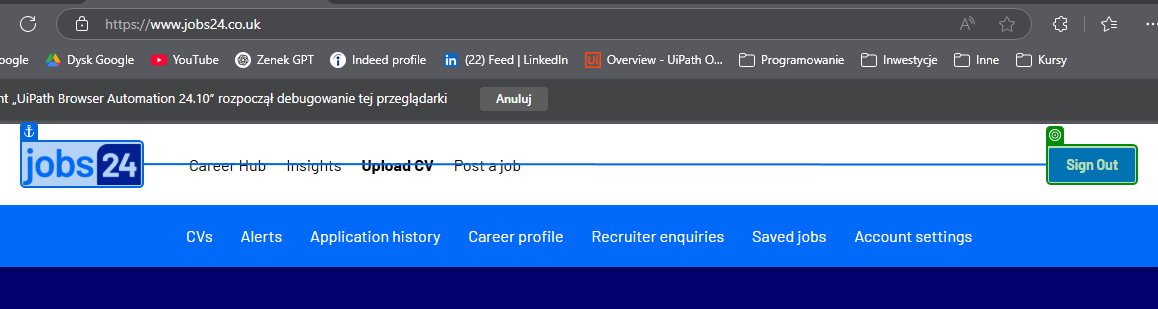 https://www.jobs24.co.uk
oogle Dysk Google YouTube Zenek GPT Indeed profile (22) Feed | LinkedIn Overview - UiPath O... Programowanie Inwestycje Inne Kursy
nt „UiPath Browser Automation 24.10” rozpoczął debugowanie tej przeglądarki Anuluj
jobs 24 Career Hub Insights Upload CV Post a job Sign Out
CVs Alerts Application history Career profile Recruiter enquiries Saved jobs Account settings